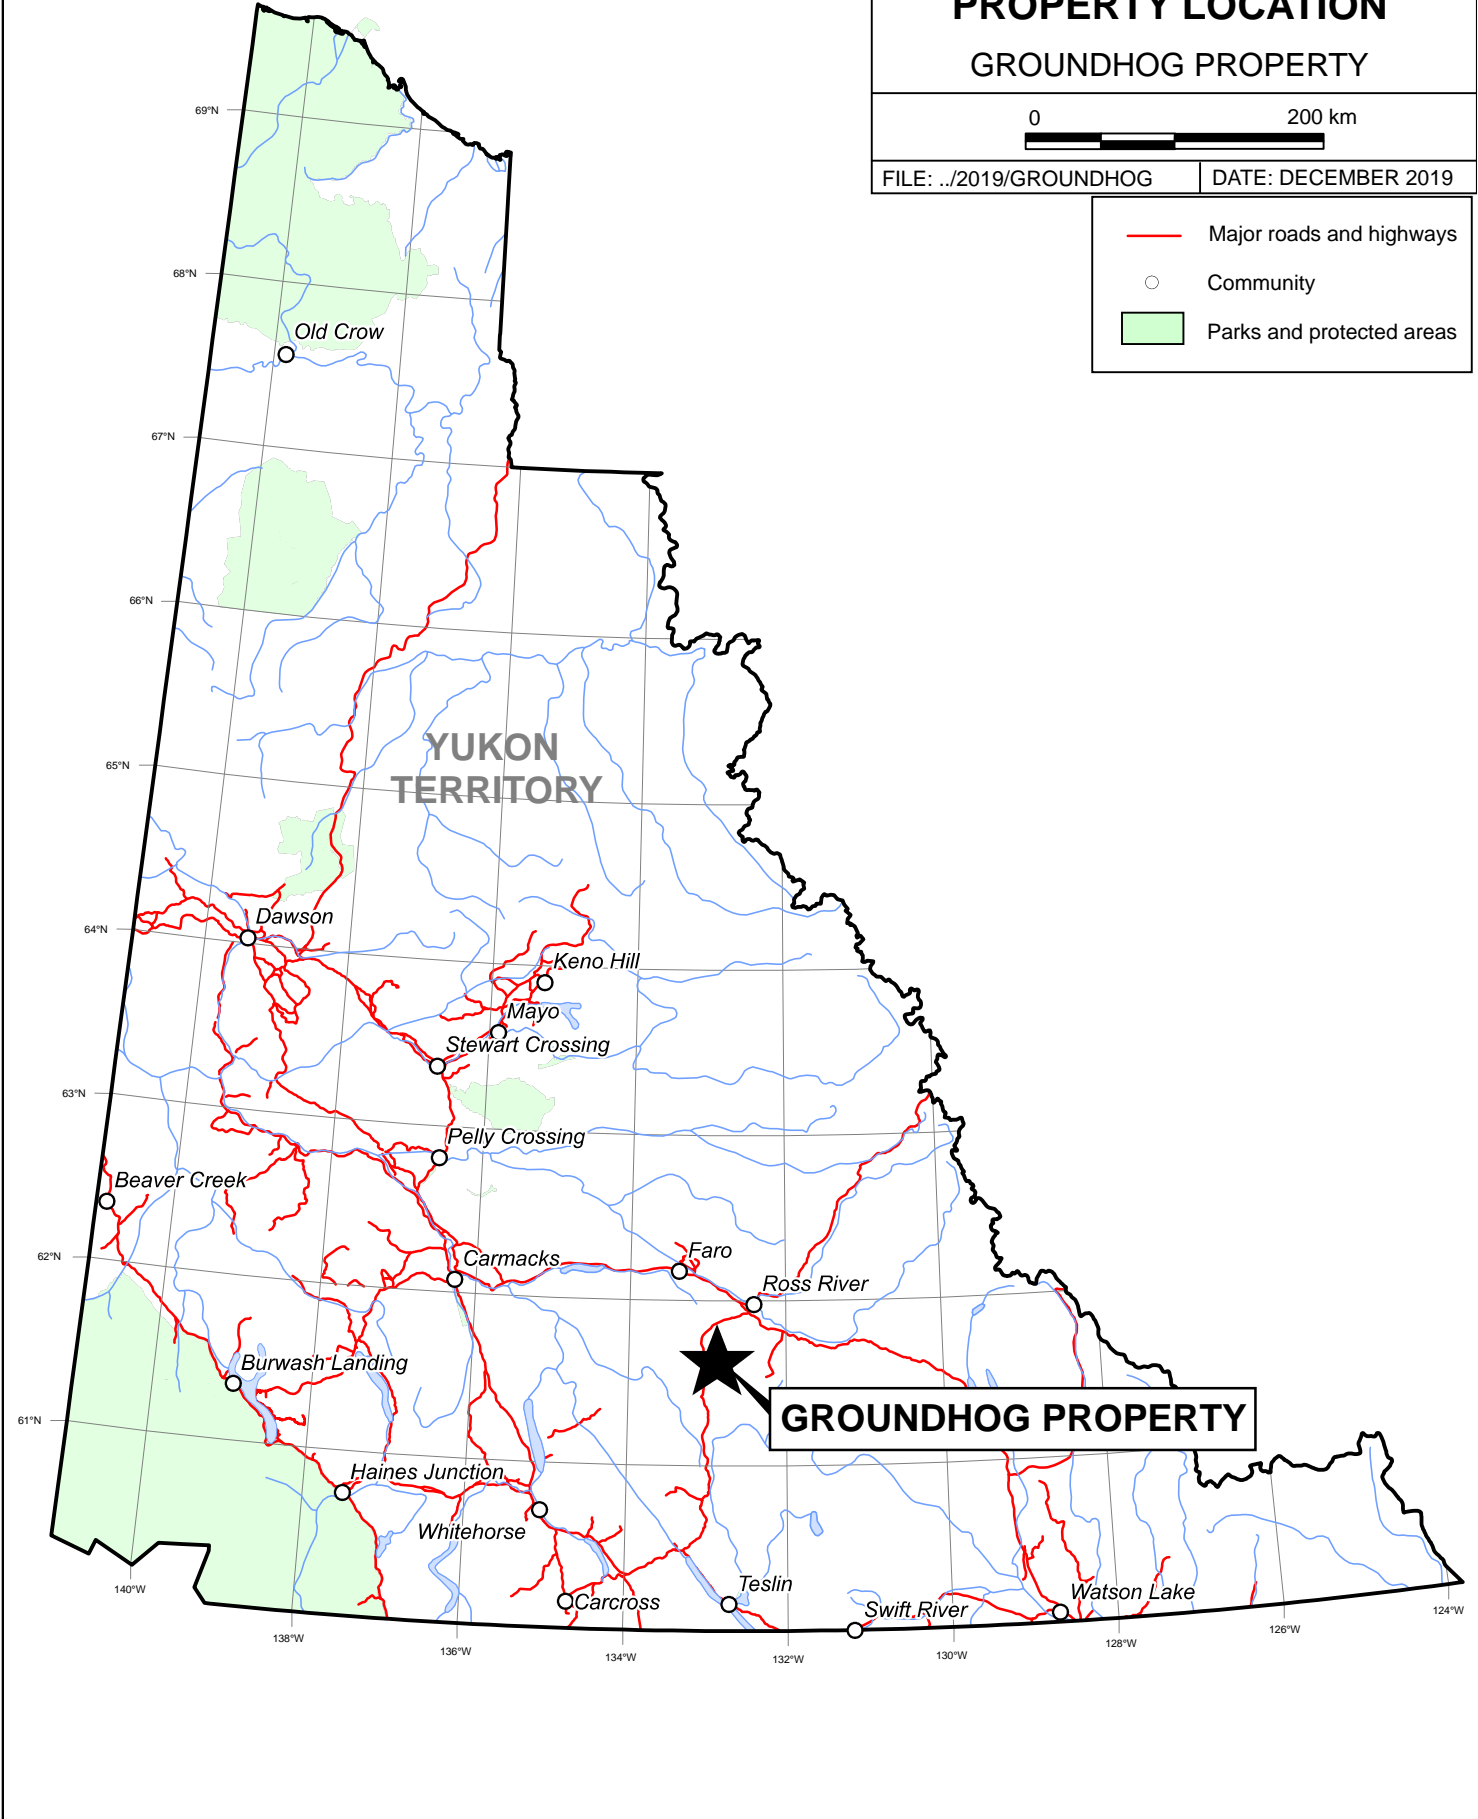 PROPERTY LOCATION
GROUNDHOG PROPERTY
0 200 km
FILE: ../2019/GROUNDHOG DATE: DECEMBER 2019
Major roads and highways
Community
Parks and protected areas
69°N
68°N
Old Crow
67°N
66°N
YUKON
TERRITORY
65°N
Dawson
64°N
Keno Hill
Mayo
Stewart Crossing
63°N
Pelly Crossing
Beaver Creek
62°N
Carmacks
Faro
Ross River
Burwash Landing
61°N
GROUNDHOG PROPERTY
Haines Junction
Whitehorse
Carcross
Teslin
Swift River
Watson Lake
140°W
138°W
136°W
134°W
132°W
130°W
128°W
126°W
124°W